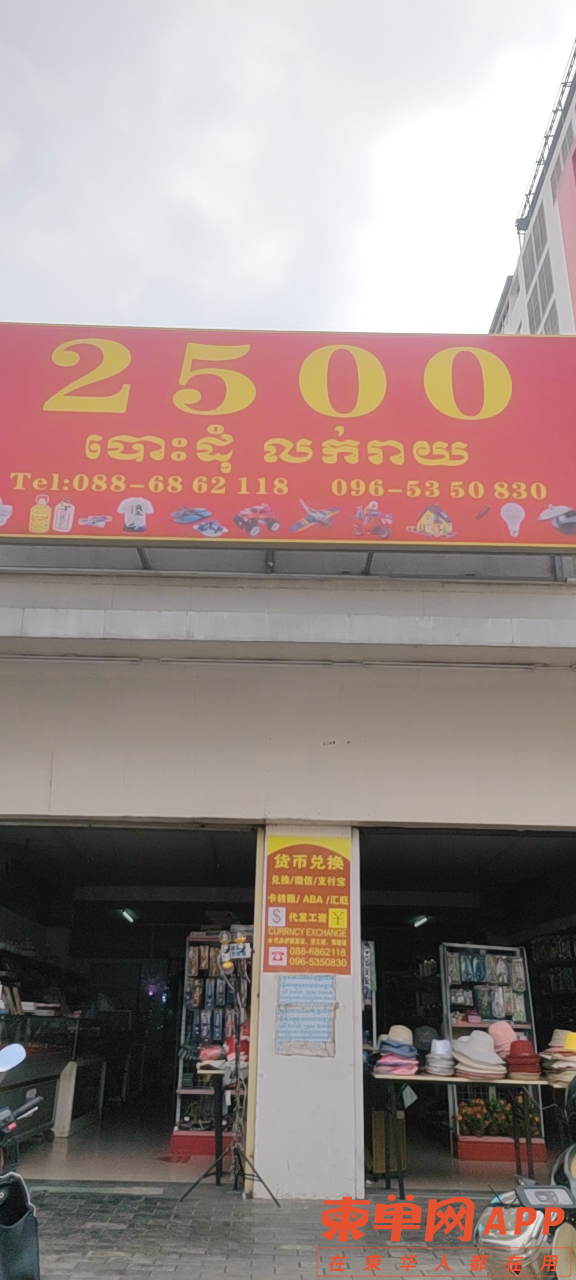 2500
បោះដុំ លក់រាយ
Tel:088-68 62 118 096-53 50 830
货币兑换
兑换/微信/支付宝
卡转账/ ABA /汇旺
$ 代发工资 ¥
CURRNCY EXCHANGE
088-6862118
096-5350830
柬单网APP
在柬华人都在用